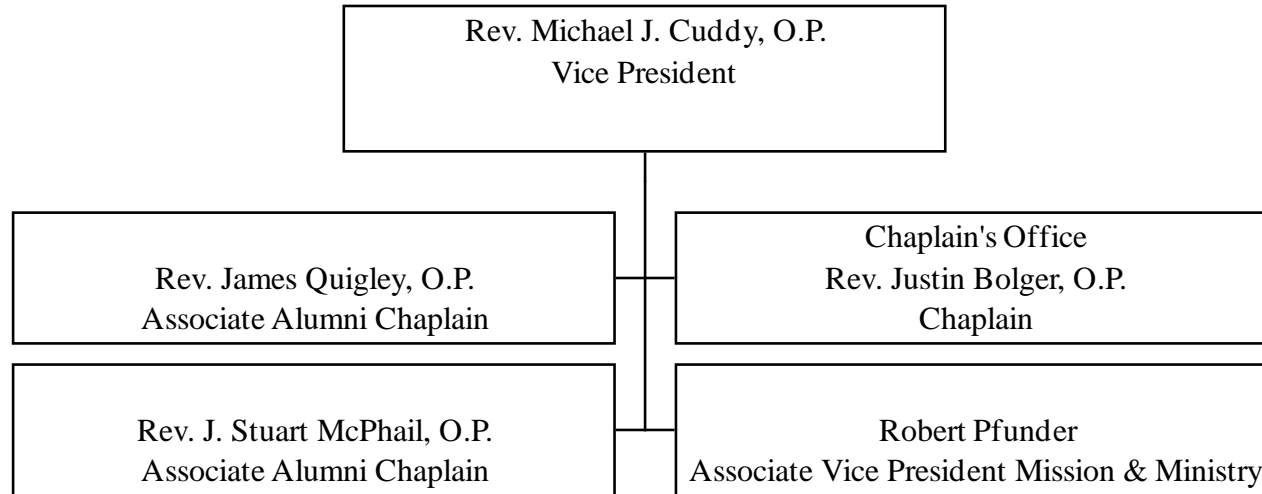 Rev. Michael J. Cuddy, O.P.
Vice President
Rev. James Quigley, O.P.
Associate Alumni Chaplain
Chaplain's Office
Rev. Justin Bolger, O.P.
Chaplain
Rev. J. Stuart McPhail, O.P.
Associate Alumni Chaplain
Robert Pfunder
Associate Vice President Mission & Ministry